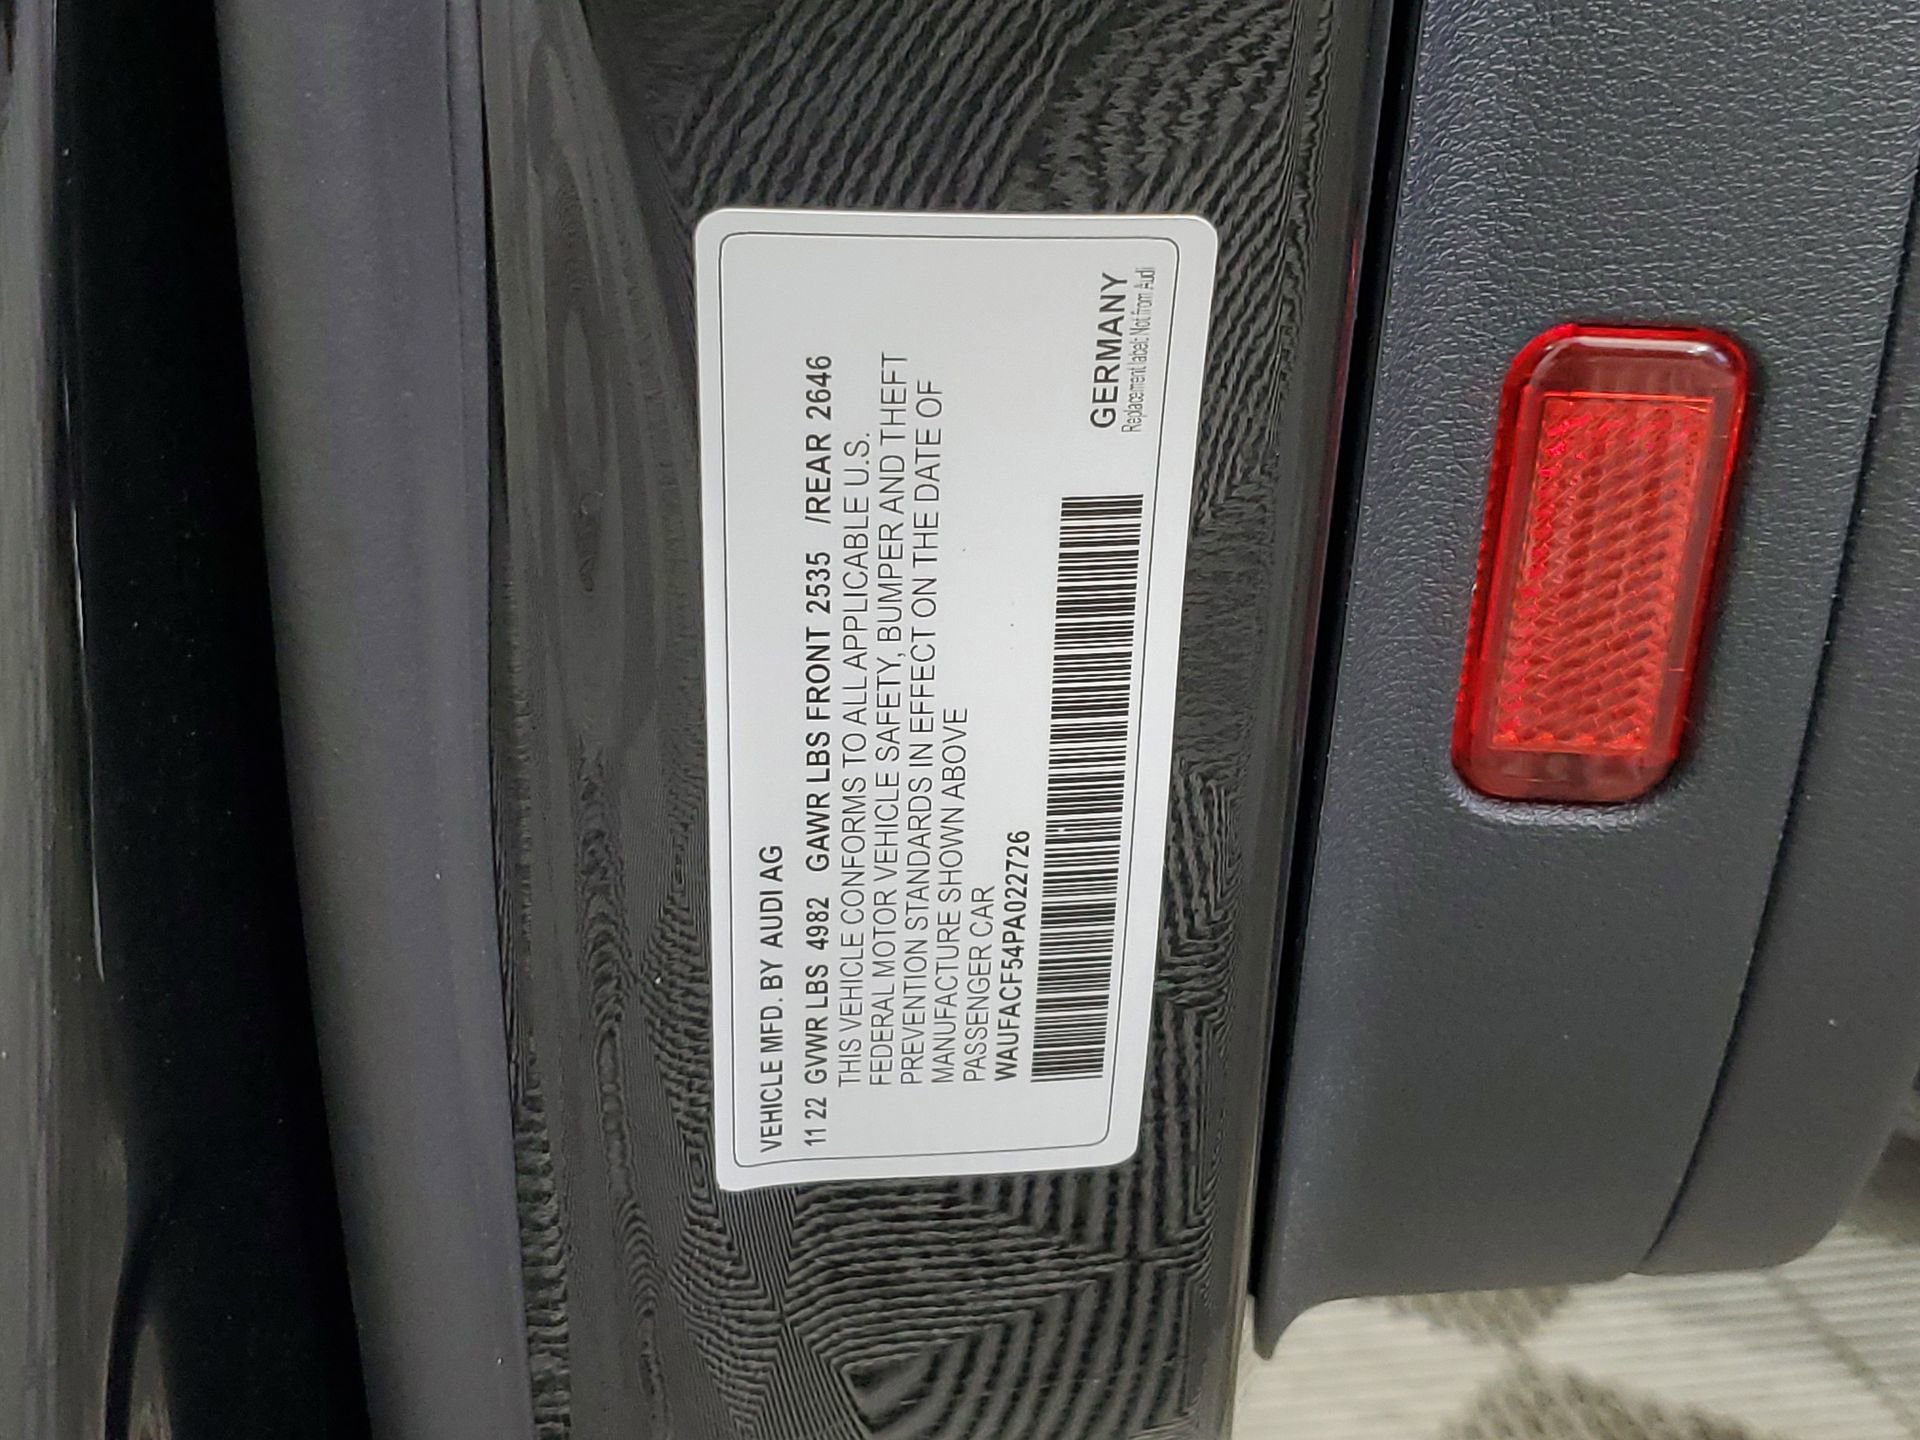 VEHICLE MFD. BY AUDI AG
11 22 GVWR LBS 4982 GAWR LBS FRONT 2535 /REAR 2646
THIS VEHICLE CONFORMS TO ALL APPLICABLE U.S.
FEDERAL MOTOR VEHICLE SAFETY, BUMPER AND THEFT
PREVENTION STANDARDS IN EFFECT ON THE DATE OF
MANUFACTURE SHOWN ABOVE
PASSENGER CAR
WAUFACF54PA022726
GERMANY
Replacement label: Not from Audi